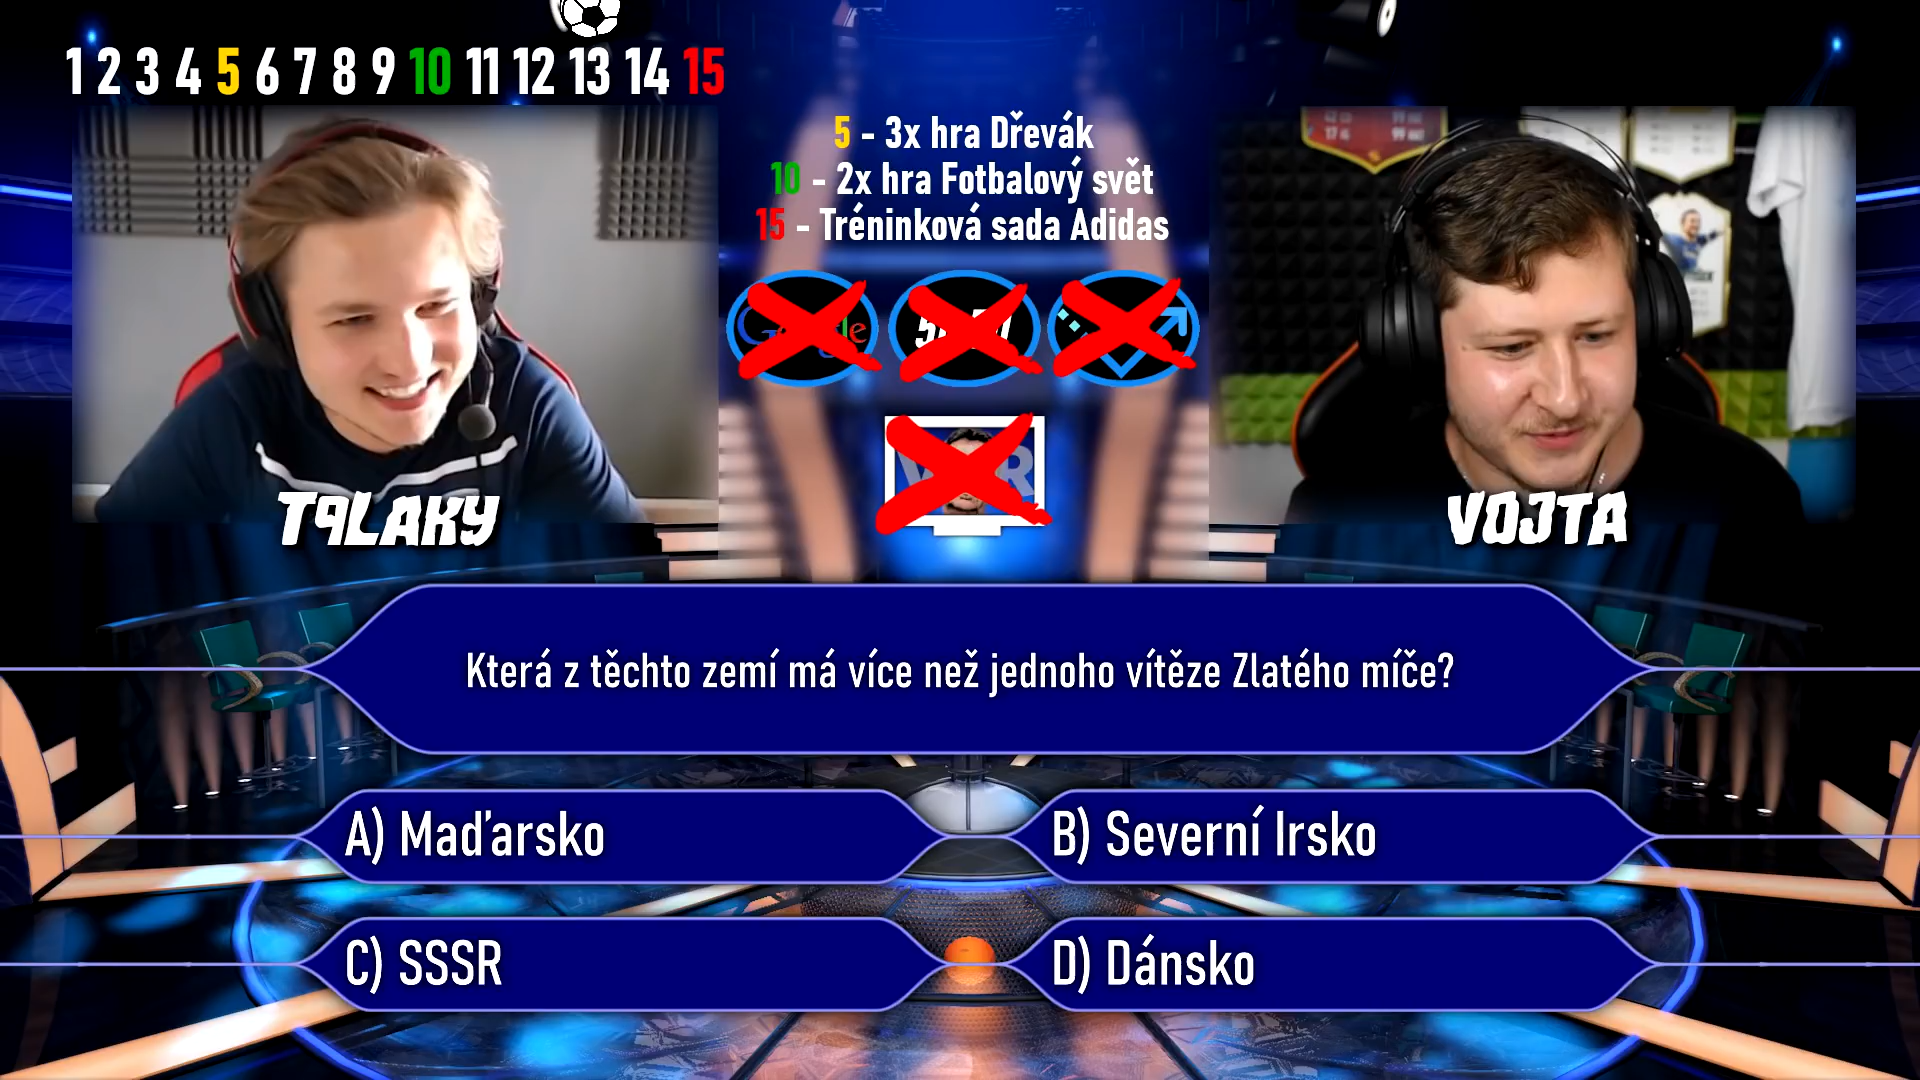 1 2 3 4 5 6 7 8 9 10 11 12 13 14 15
5 - 3x hra Dřevák
10 - 2x hra Fotbalový svět
15 - Tréninková sada Adidas
T9LAKY
VOJTA
Která z těchto zemí má více než jednoho vítěze Zlatého míče?
A) Maďarsko
B) Severní Irsko
C) SSSR
D) Dánsko